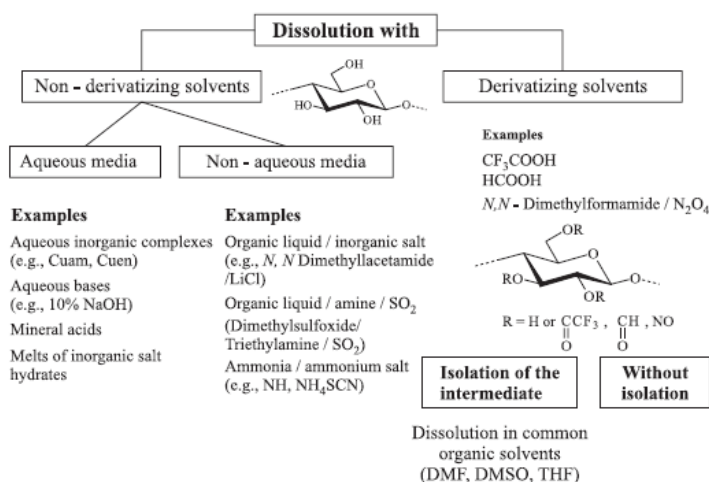 Dissolution with
Non - derivatizing solvents
Derivatizing solvents
OH
O
HO
OH
O
Aqueous media
Non - aqueous media
Examples
Aqueous inorganic complexes
(e.g., Cuam, Cuen)
Aqueous bases
(e.g., 10% NaOH)
Mineral acids
Melts of inorganic salt
hydrates
Examples
Organic liquid / inorganic salt
(e.g., N, N Dimethyllacetamide
/LiCl)
Organic liquid / amine / SO2
(Dimethylsulfoxide/
Triethylamine / SO2)
Ammonia / ammonium salt
(e.g., NH, NH4SCN)
Examples
CF3COOH
HCOOH
N,N - Dimethylformamide / N2O4
OR
O
RO
OR
O
R = H or CCF3 , CH , NO
O O
Isolation of the
intermediate
Without
isolation
Dissolution in common
organic solvents
(DMF, DMSO, THF)